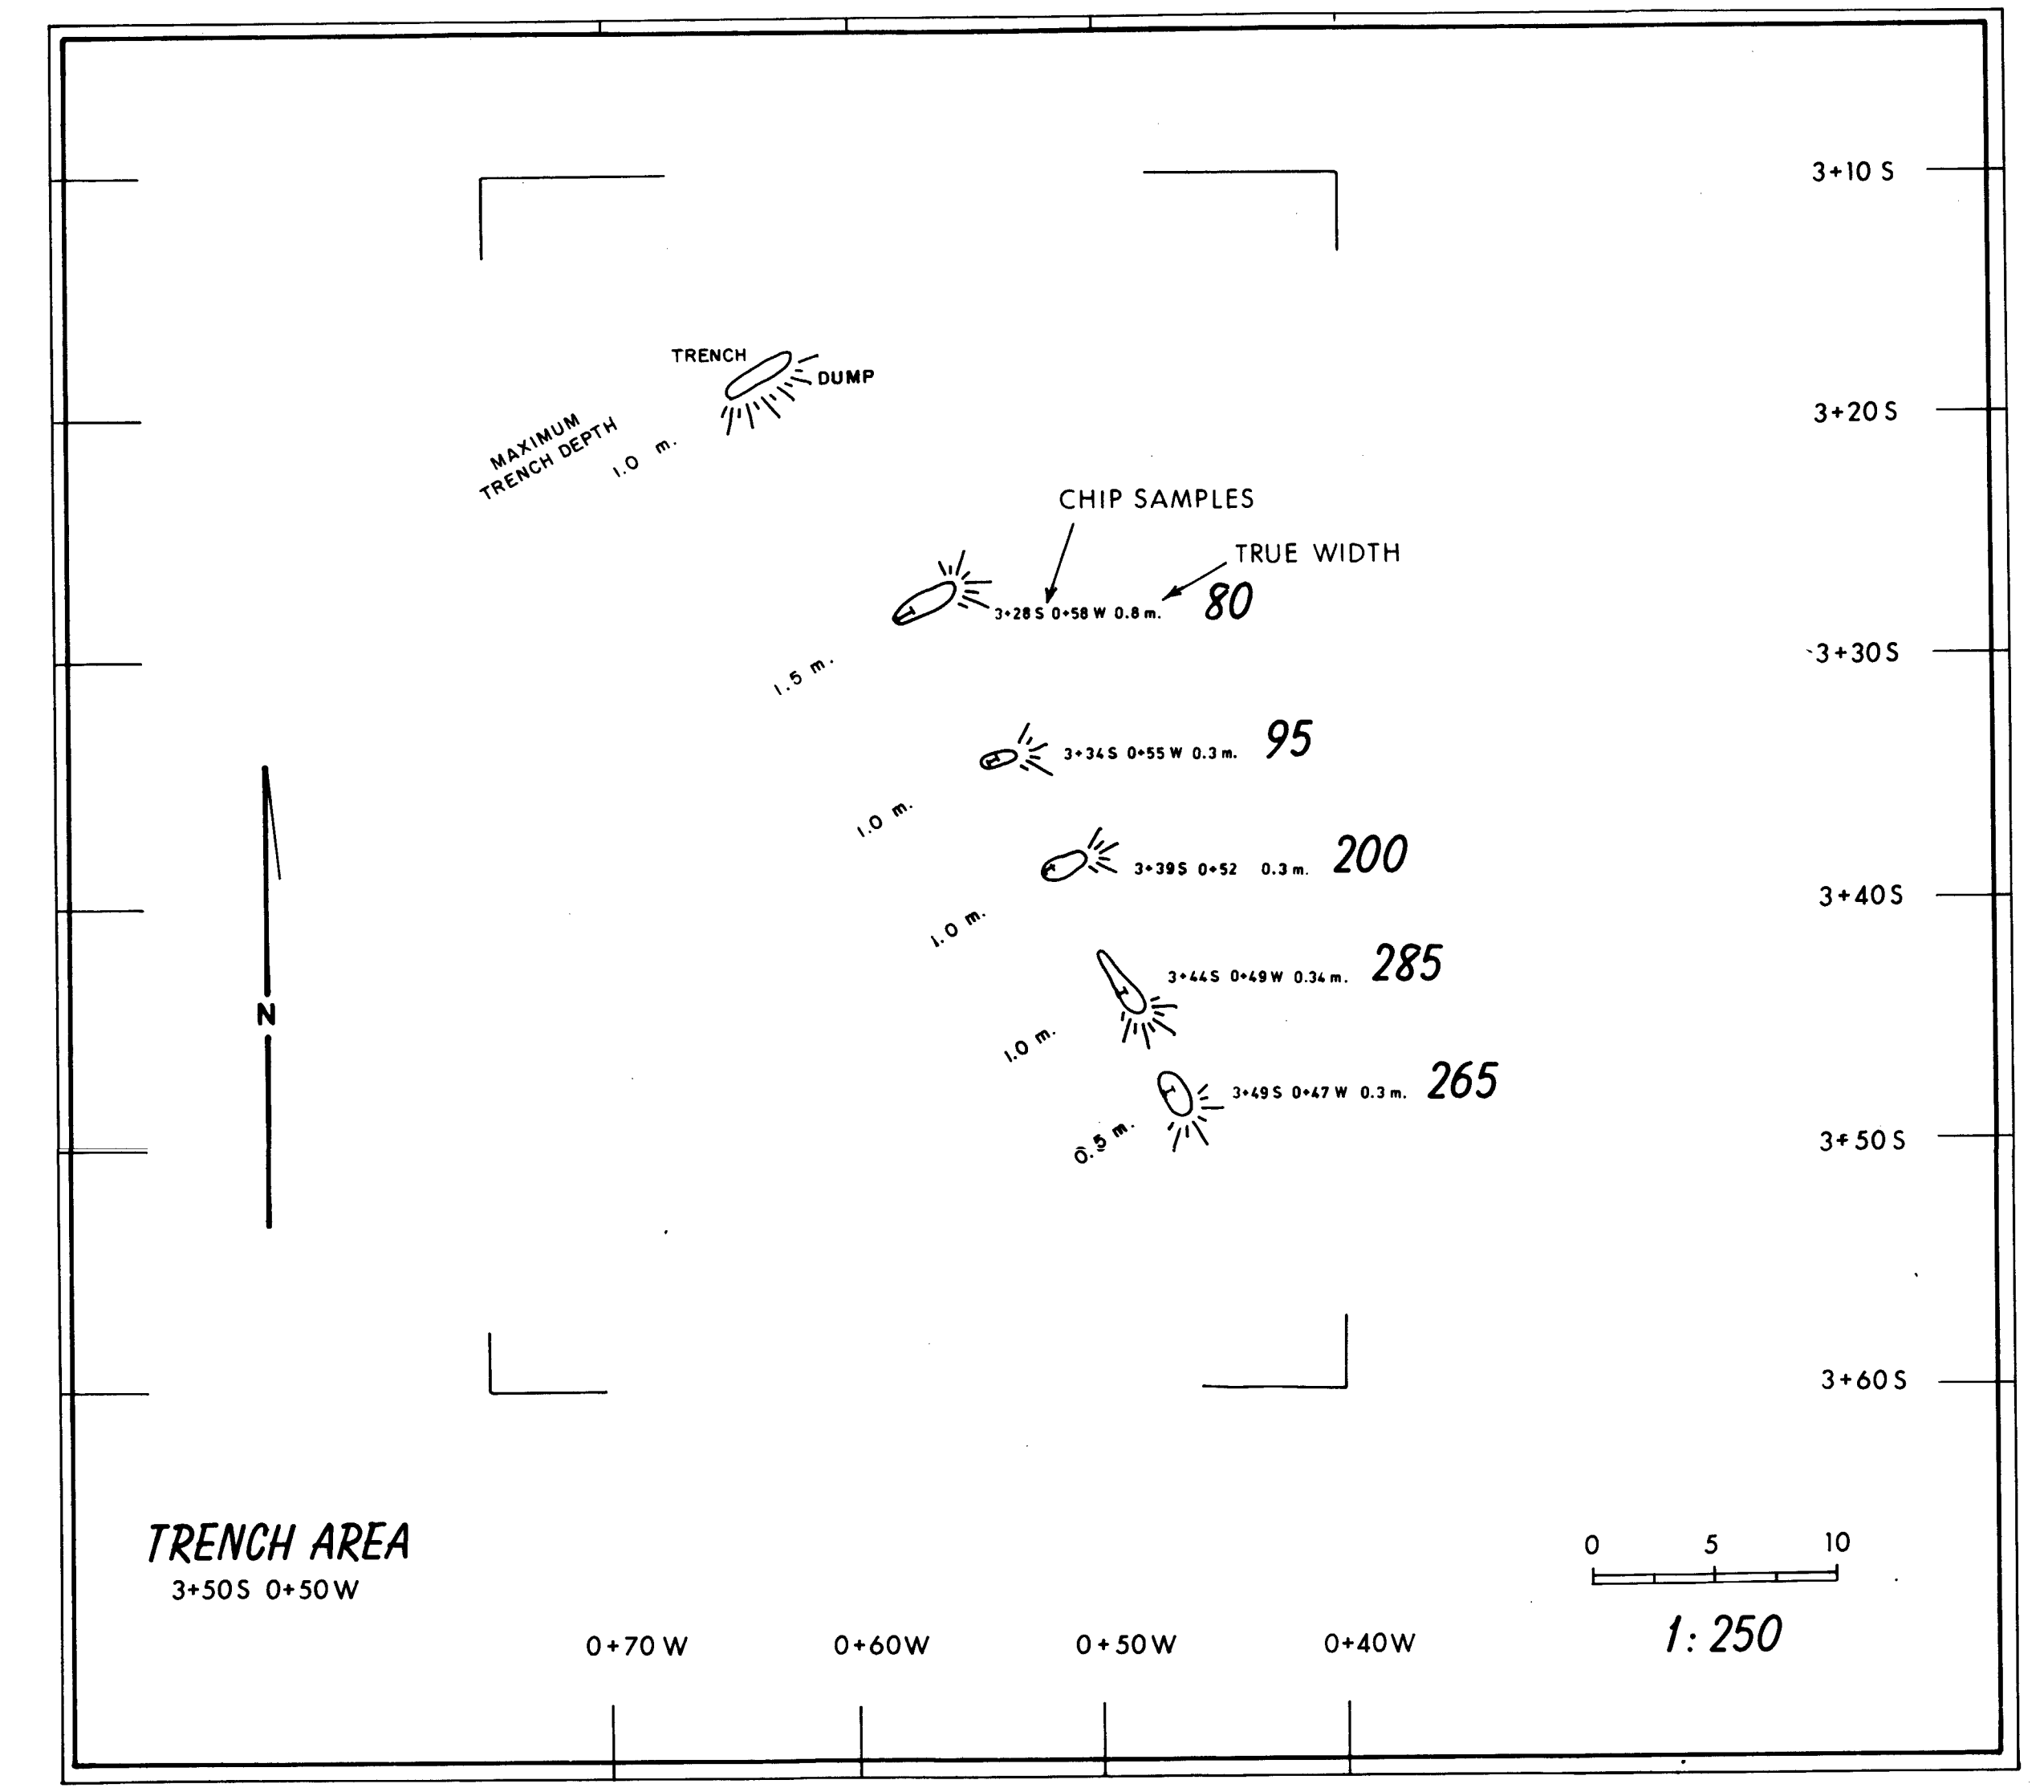 3+10 S
TRENCH
DUMP
3+20 S
MAXIMUM
TRENCH DEPTH
1.0 m.
CHIP SAMPLES
TRUE WIDTH
3+28 S 0+58 W 0.8 m. 80
3+30 S
1.5 m.
3+34 S 0+55 W 0.3 m. 95
1.0 m.
3+39 S 0+52 0.3 m. 200
3+40 S
1.0 m.
3+44 S 0+49 W 0.34 m. 285
N
1.0 m.
3+49 S 0+47 W 0.3 m. 265
3+50 S
0.5 m.
3+60 S
TRENCH AREA
3+50 S 0+50 W
0 5 10
1:250
0+70 W 0+60 W 0+50 W 0+40 W